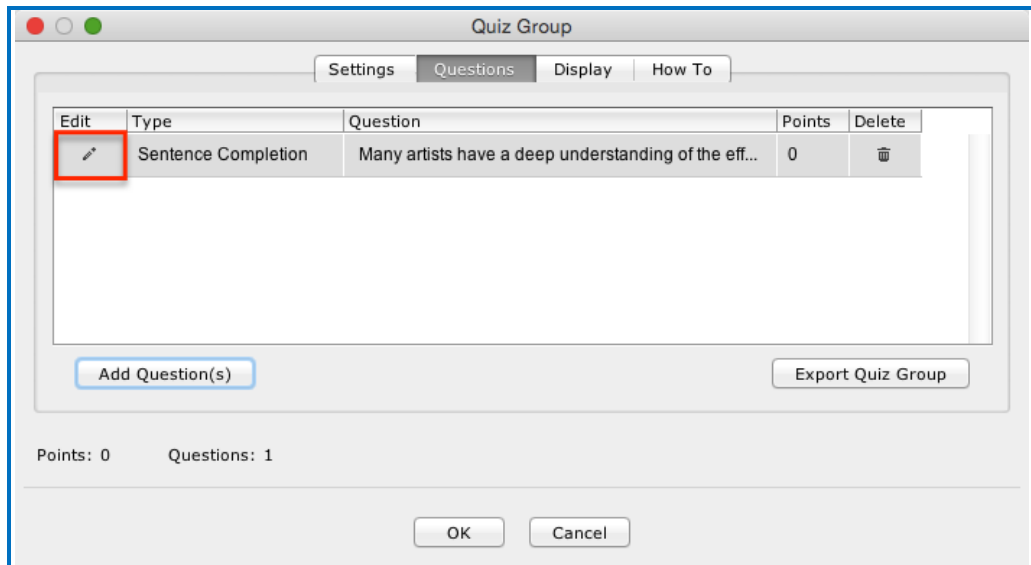 Quiz Group
Settings Questions Display How To
Edit Type Question Points Delete
Sentence Completion Many artists have a deep understanding of the eff... 0
Add Question(s) Export Quiz Group
Points: 0 Questions: 1
OK Cancel